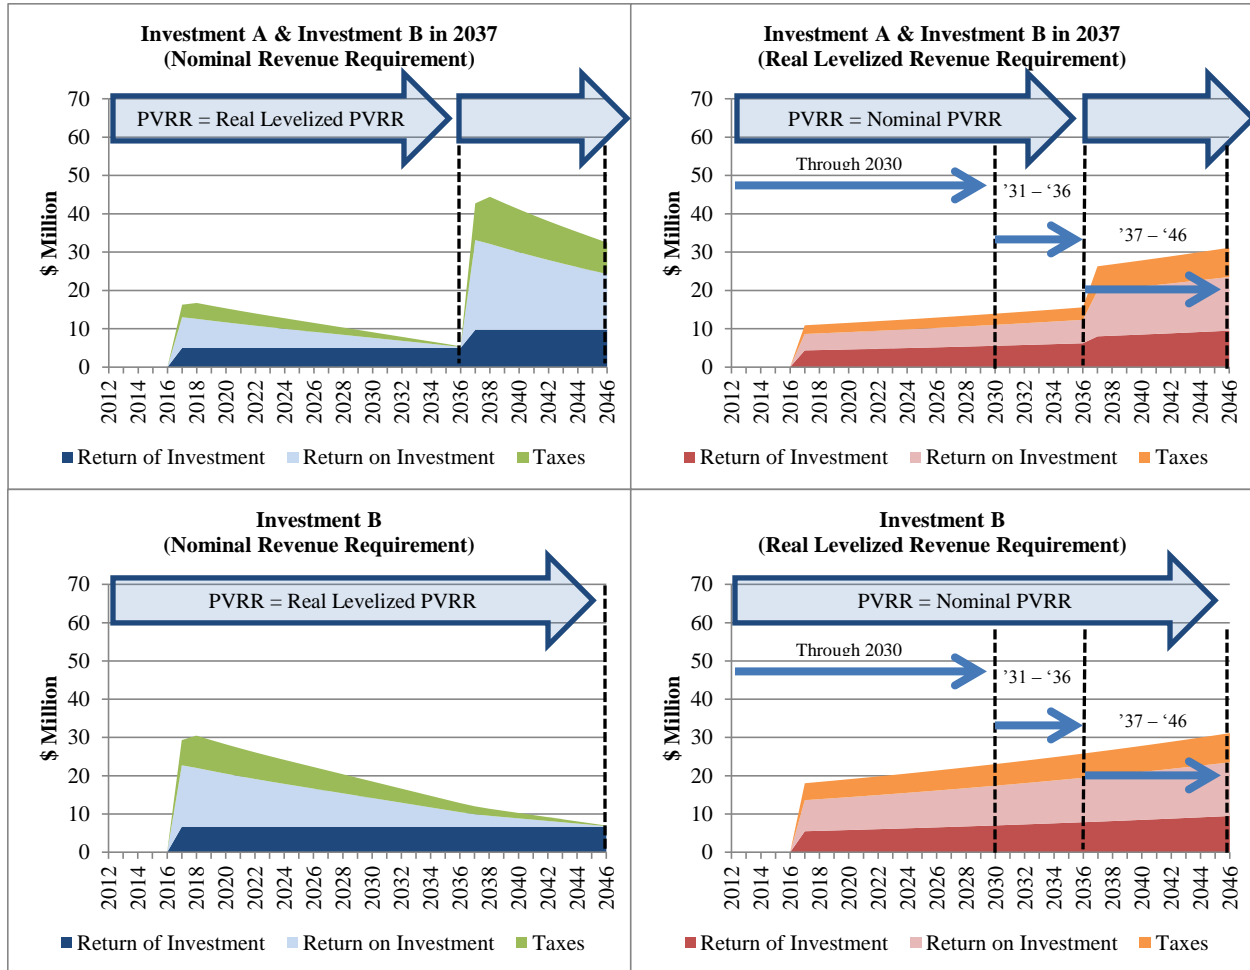 Investment A & Investment B in 2037
(Nominal Revenue Requirement)
PVRR = Real Levelized PVRR
$ Million
70
60
50
40
30
20
10
0
2012 2014 2016 2018 2020 2022 2024 2026 2028 2030 2032 2034 2036 2038 2040 2042 2044 2046
Return of Investment Return on Investment Taxes
Investment A & Investment B in 2037
(Real Levelized Revenue Requirement)
PVRR = Nominal PVRR
Through 2030
’31 – ‘36
’37 – ‘46
$ Million
70
60
50
40
30
20
10
0
2012 2014 2016 2018 2020 2022 2024 2026 2028 2030 2032 2034 2036 2038 2040 2042 2044 2046
Return of Investment Return on Investment Taxes
Investment B
(Nominal Revenue Requirement)
PVRR = Real Levelized PVRR
$ Million
70
60
50
40
30
20
10
0
2012 2014 2016 2018 2020 2022 2024 2026 2028 2030 2032 2034 2036 2038 2040 2042 2044 2046
Return of Investment Return on Investment Taxes
Investment B
(Real Levelized Revenue Requirement)
PVRR = Nominal PVRR
Through 2030
’31 – ‘36
’37 – ‘46
$ Million
70
60
50
40
30
20
10
0
2012 2014 2016 2018 2020 2022 2024 2026 2028 2030 2032 2034 2036 2038 2040 2042 2044 2046
Return of Investment Return on Investment Taxes